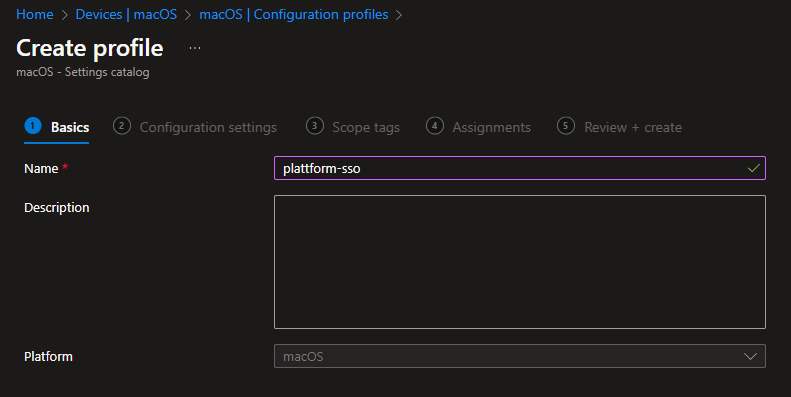 Home > Devices | macOS > macOS | Configuration profiles >
Create profile ...
macOS - Settings catalog
1 Basics 2 Configuration settings 3 Scope tags 4 Assignments 5 Review + create
Name * plattform-sso
Description
Platform macOS